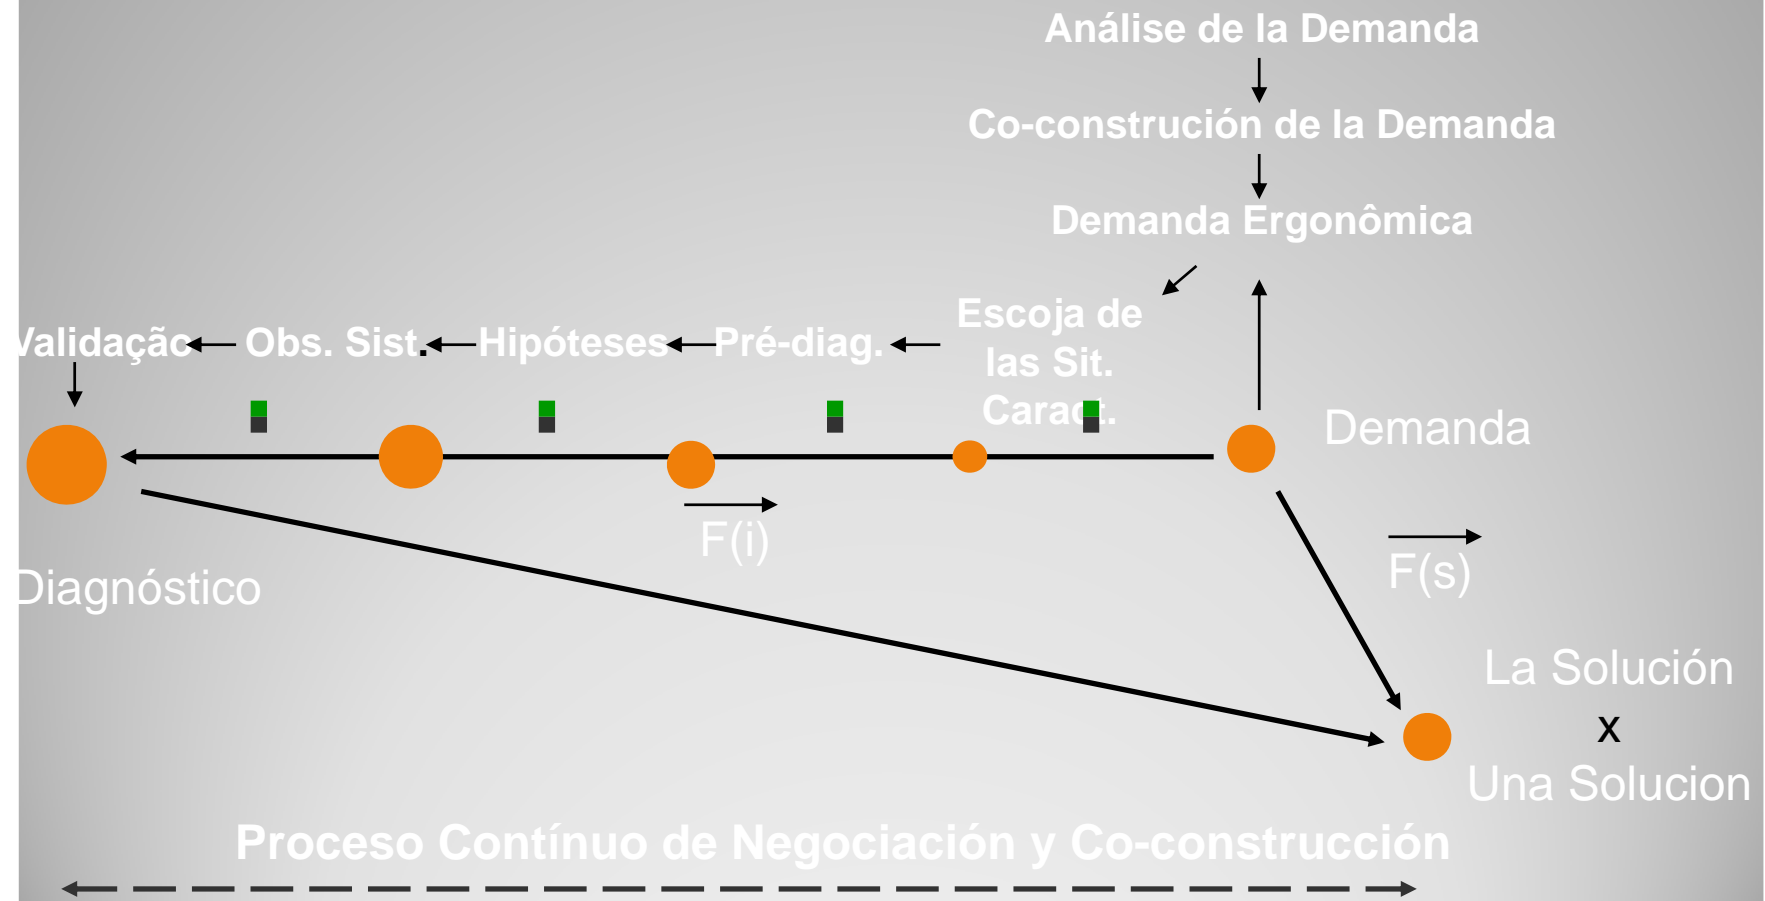 Análise de la Demanda
Co-construción de la Demanda
Demanda Ergonômica
Escoja de
las Sit.
Caract.
Validação
Obs. Sist.
Hipóteses
Pré-diag.
Demanda
F(i)
F(s)
Diagnóstico
La Solución
x
Una Solucion
Proceso Contínuo de Negociación y Co-construcción